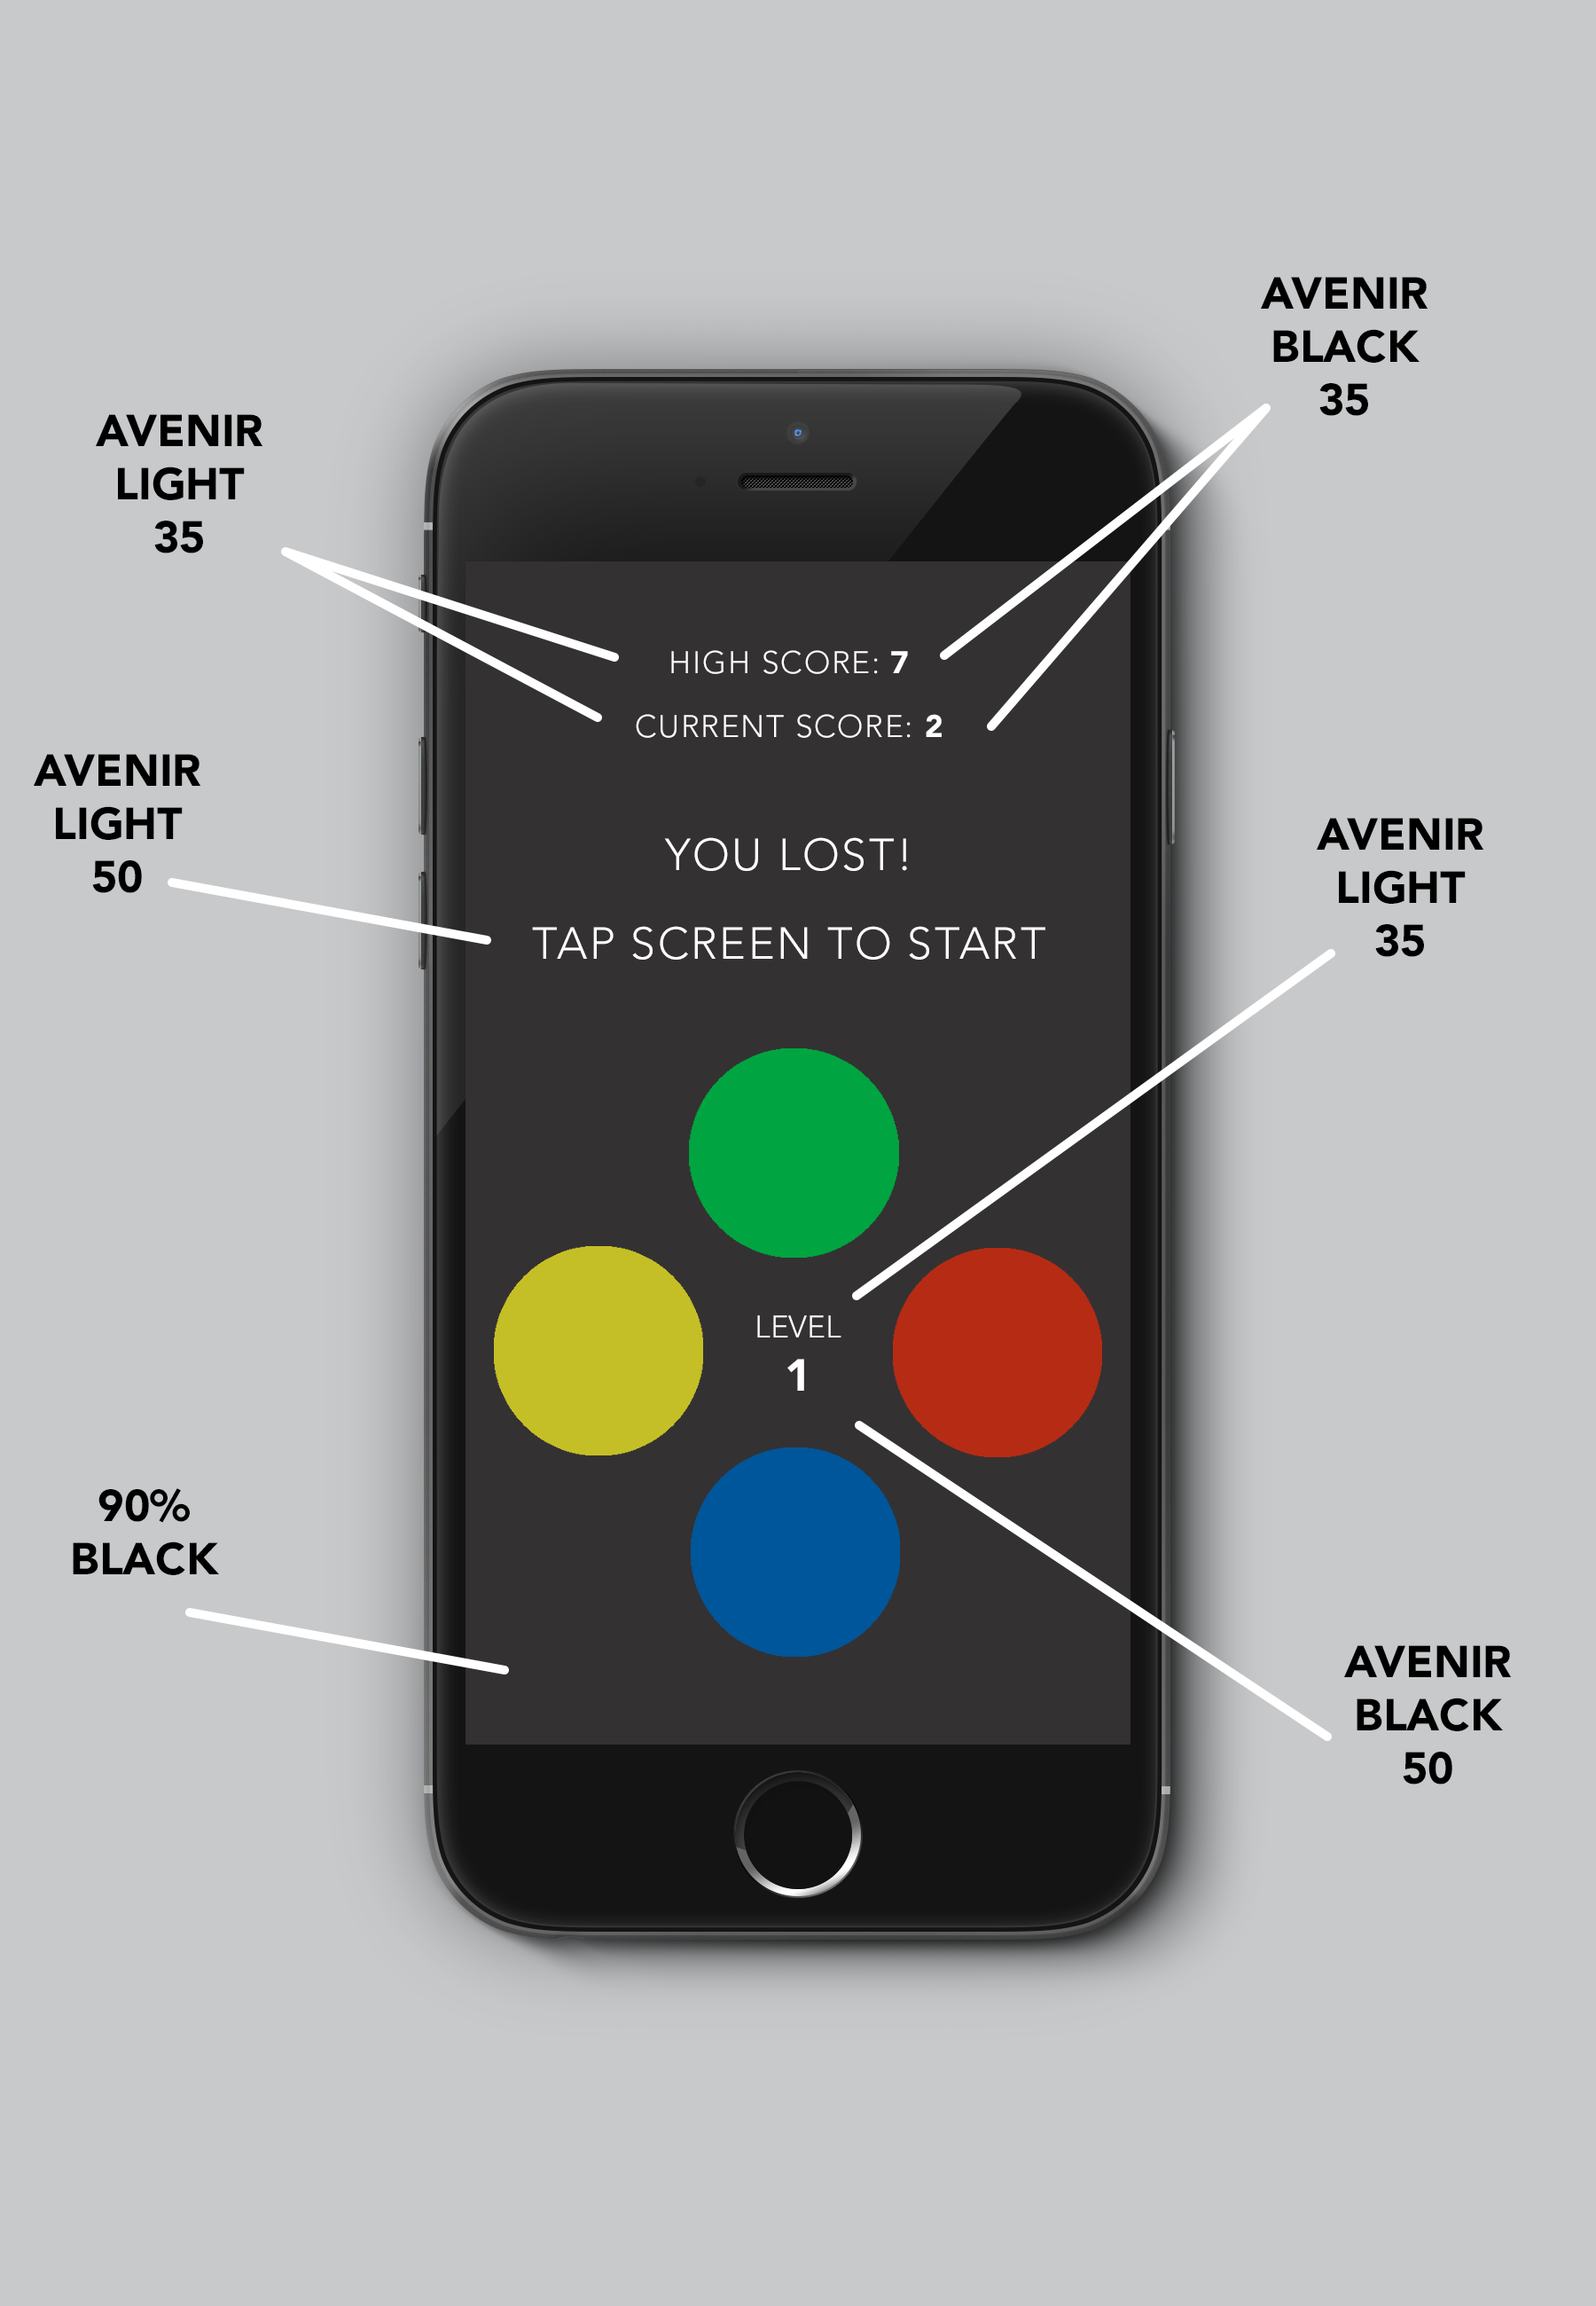 AVENIR
BLACK
35
AVENIR
LIGHT
35
HIGH SCORE: 7
CURRENT SCORE: 2
AVENIR
LIGHT
50
YOU LOST!
TAP SCREEN TO START
AVENIR
LIGHT
35
LEVEL
1
90%
BLACK
AVENIR
BLACK
50